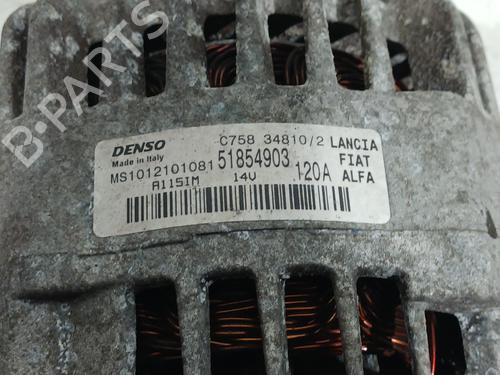 B-PARTS
DENSO C758 34810/2 LANCIA
Made in Italy 51854903 FIAT
MS1012101081 120A ALFA
A115IM 14V